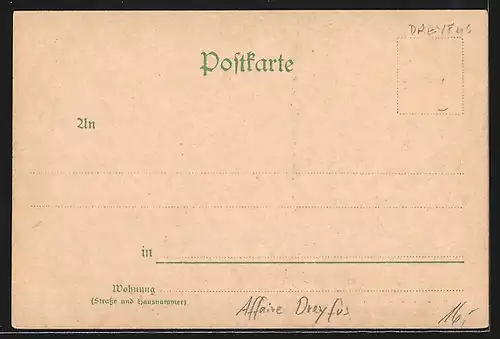 DREYFUS
Postkarte
An
in
Wohnung
(Straße und Hausnummer)
Affaire Dreyfus
16,-